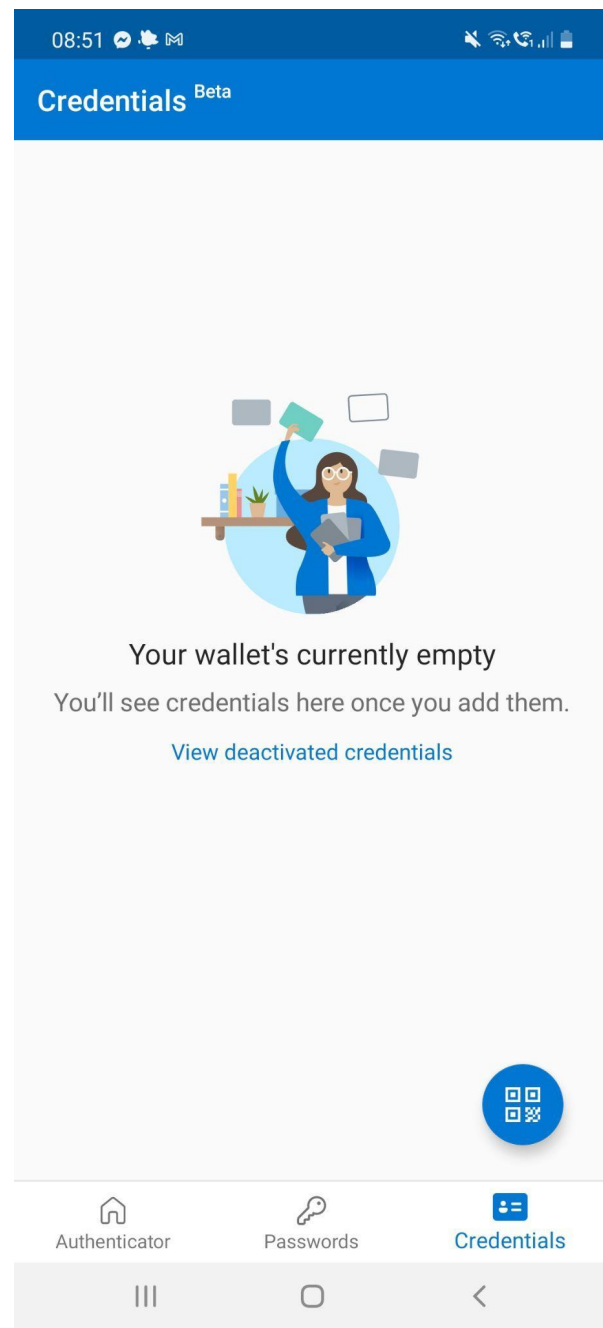 08:51
Credentials Beta
Your wallet's currently empty
You’ll see credentials here once you add them.
View deactivated credentials
Authenticator
Passwords
Credentials